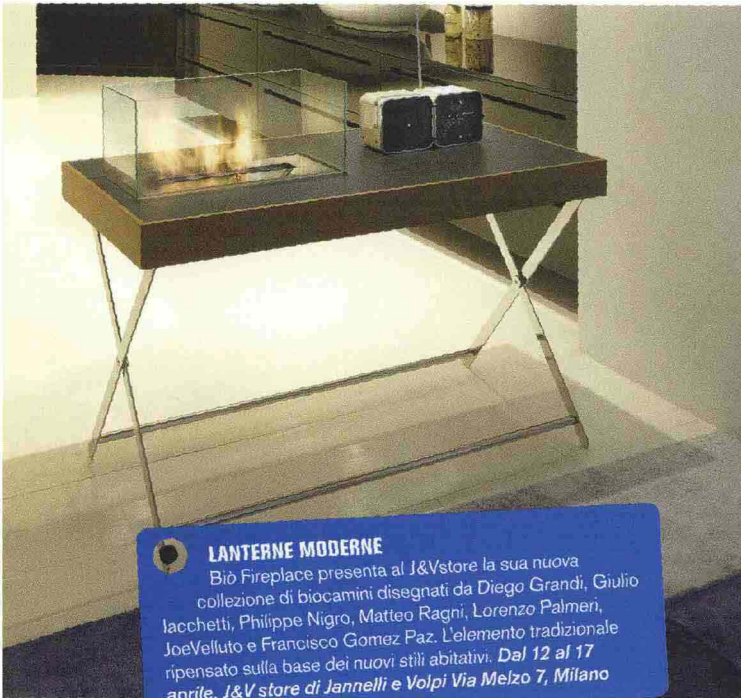 LANTERNE MODERNE
Biò Fireplace presenta al J&Vstore la sua nuova
collezione di biocamini disegnati da Diego Grandi, Giulio
Iacchetti, Philippe Nigro, Matteo Ragni, Lorenzo Palmeri,
JoeVelluto e Francisco Gomez Paz. L'elemento tradizionale
ripensato sulla base dei nuovi stili abitativi. Dal 12 al 17
aprile. J&V store di Jannelli e Volpi Via Melzo 7, Milano